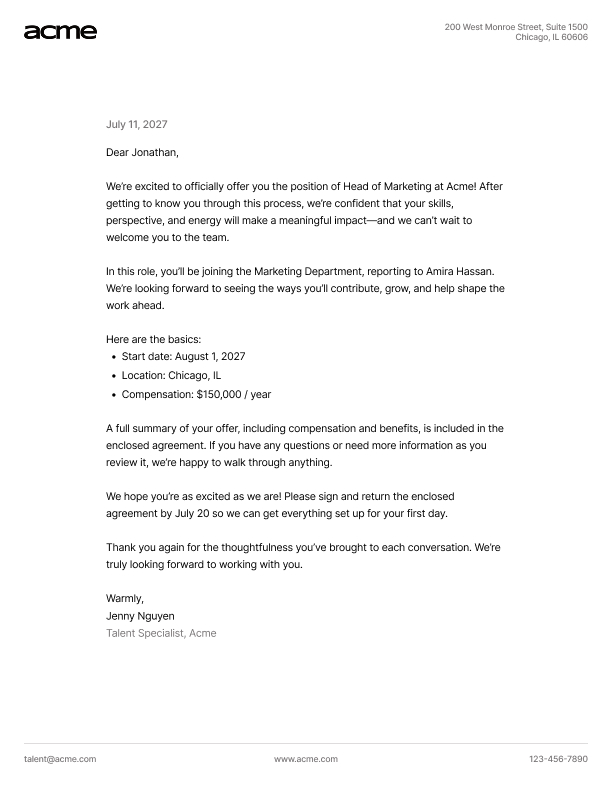 acme
200 West Monroe Street, Suite 1500
Chicago, IL 60606
July 11, 2027
Dear Jonathan,
We’re excited to officially offer you the position of Head of Marketing at Acme! After
getting to know you through this process, we’re confident that your skills,
perspective, and energy will make a meaningful impact—and we can’t wait to
welcome you to the team.
In this role, you’ll be joining the Marketing Department, reporting to Amira Hassan.
We’re looking forward to seeing the ways you’ll contribute, grow, and help shape the
work ahead.
Here are the basics:
• Start date: August 1, 2027
• Location: Chicago, IL
• Compensation: $150,000 / year
A full summary of your offer, including compensation and benefits, is included in the
enclosed agreement. If you have any questions or need more information as you
review it, we’re happy to walk through anything.
We hope you’re as excited as we are! Please sign and return the enclosed
agreement by July 20 so we can get everything set up for your first day.
Thank you again for the thoughtfulness you’ve brought to each conversation. We’re
truly looking forward to working with you.
Warmly,
Jenny Nguyen
Talent Specialist, Acme
talent@acme.com
www.acme.com
123-456-7890